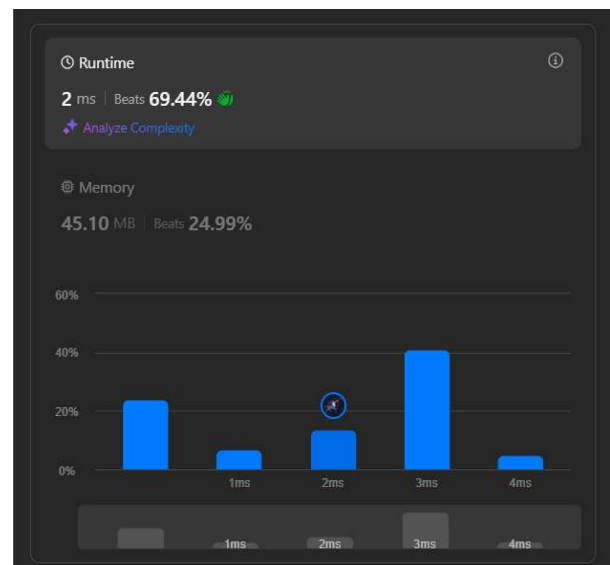 Runtime
2 ms | Beats 69.44%
Analyze Complexity
Memory
45.10 MB | Beats 24.99%
60%
40%
20%
0%
1ms 2ms 3ms 4ms
1ms 2ms 3ms 4ms